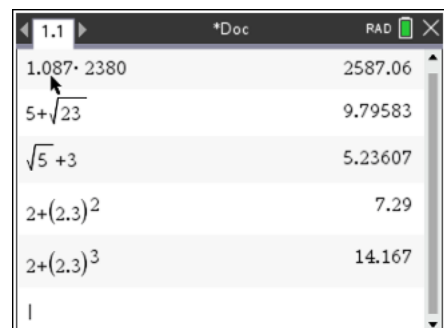 1.1 *Doc RAD
1.087· 2380 2587.06
5+√23 9.79583
√5 +3 5.23607
2+(2.3)² 7.29
2+(2.3)³ 14.167